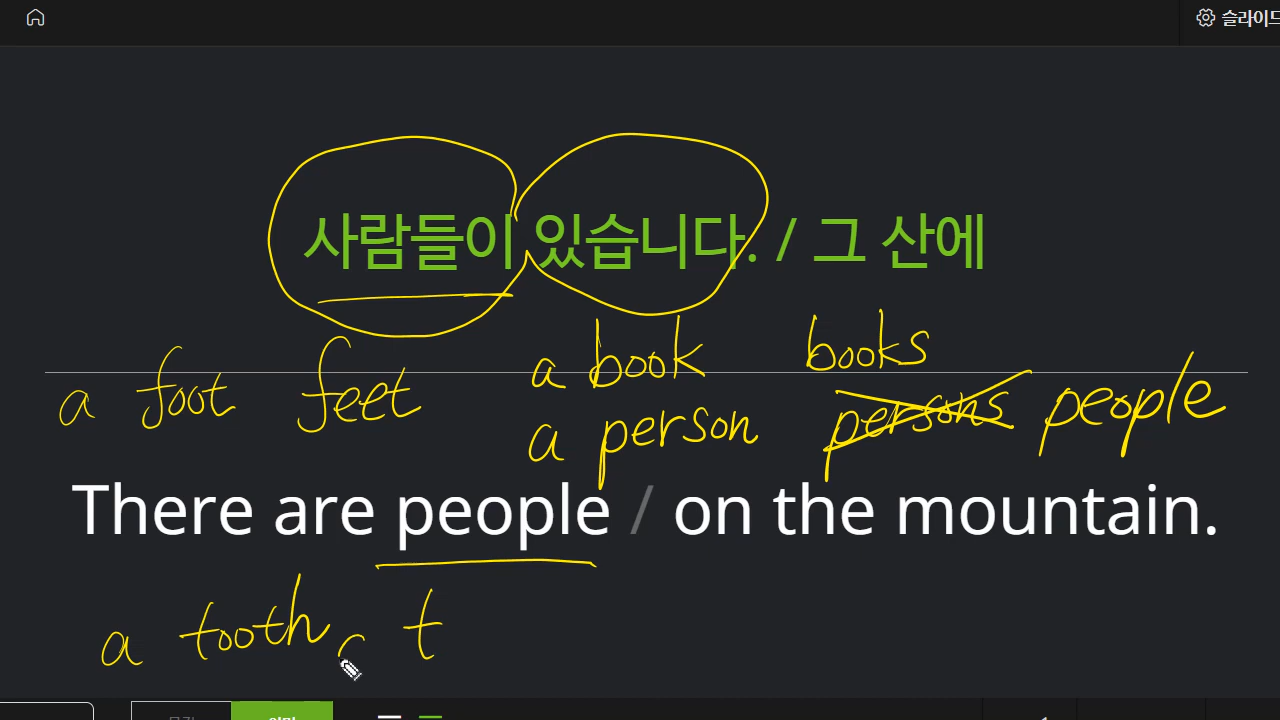 슬라이드
사람들이 있습니다. / 그 산에
a book books
a foot feet
a person persons people
There are people / on the mountain.
a tooth t